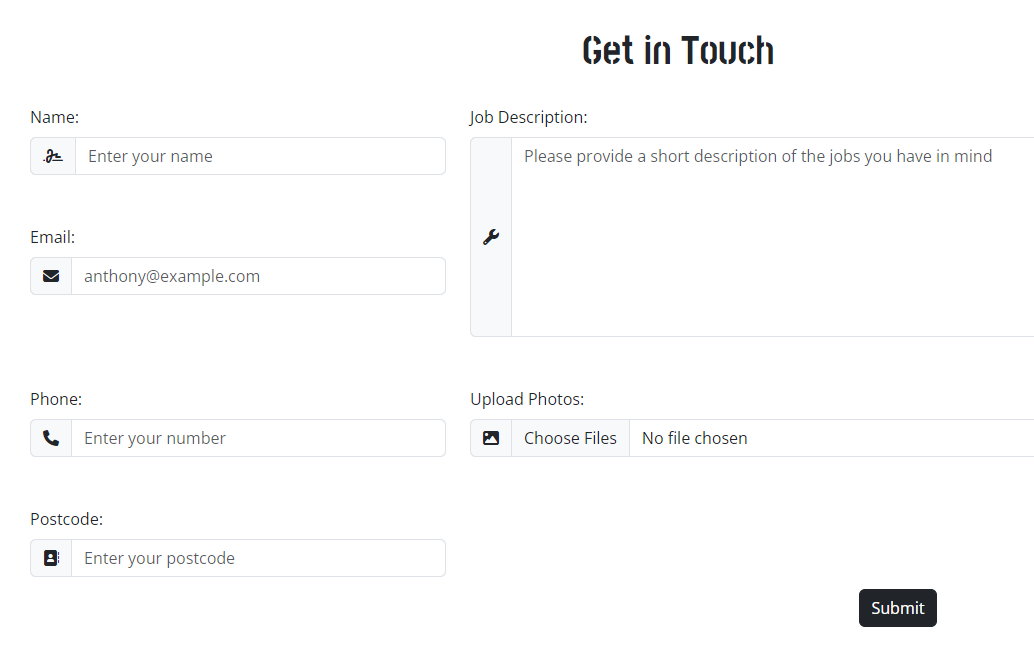 Get in Touch
Name:
Enter your name
Email:
anthony@example.com
Phone:
Enter your number
Postcode:
Enter your postcode
Job Description:
Please provide a short description of the jobs you have in mind
Upload Photos:
Choose Files No file chosen
Submit